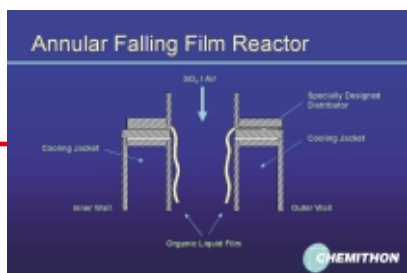 Annular Falling Film Reactor
SO₃ / Air
Specially Designed
Distributor
Cooling Jacket
Cooling Jacket
Inner Wall
Outer Wall
Organic Liquid Film
CHEMITHON